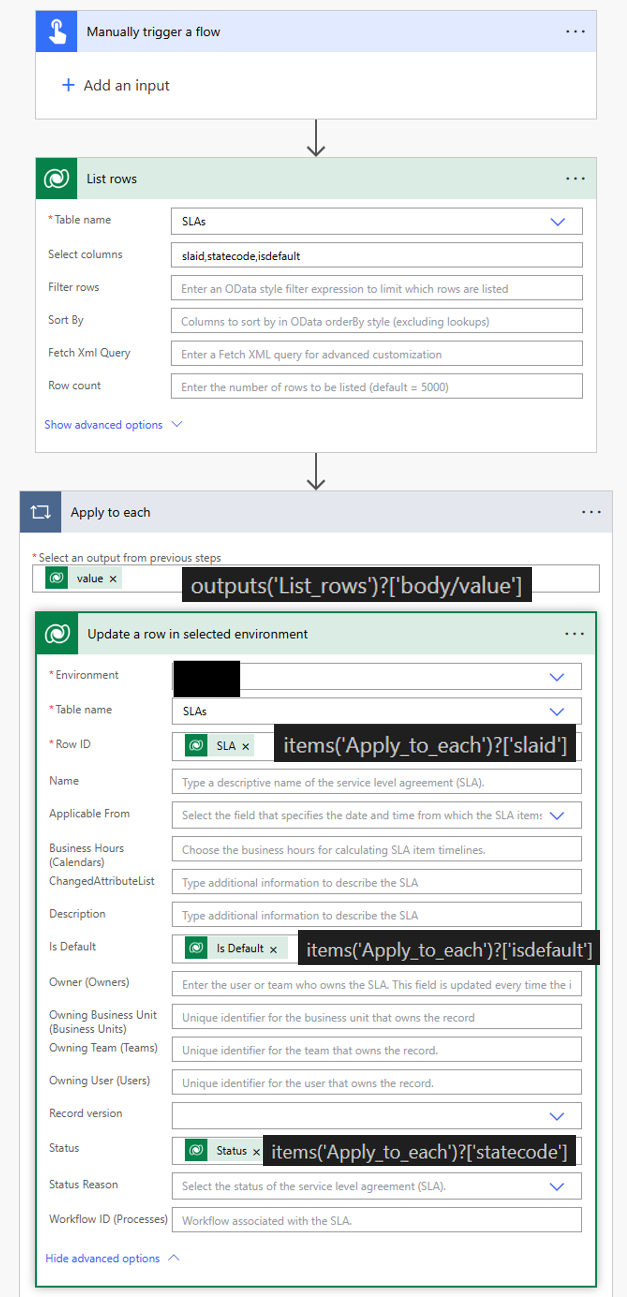 Manually trigger a flow
+ Add an input
List rows
* Table name
SLAs
Select columns
slaid,statecode,isdefault
Filter rows
Enter an OData style filter expression to limit which rows are listed
Sort By
Columns to sort by in OData orderBy style (excluding lookups)
Fetch Xml Query
Enter a Fetch XML query for advanced customization
Row count
Enter the number of rows to be listed (default = 5000)
Show advanced options
Apply to each
* Select an output from previous steps
value ×
outputs('List_rows')?['body/value']
Update a row in selected environment
* Environment
* Table name
SLAs
* Row ID
SLA ×
items('Apply_to_each')?['slaid']
Name
Type a descriptive name of the service level agreement (SLA).
Applicable From
Select the field that specifies the date and time from which the SLA items
Business Hours
(Calendars)
Choose the business hours for calculating SLA item timelines.
ChangedAttributeList
Type additional information to describe the SLA
Description
Type additional information to describe the SLA
Is Default
Is Default ×
items('Apply_to_each')?['isdefault']
Owner (Owners)
Enter the user or team who owns the SLA. This field is updated every time the i
Owning Business Unit
(Business Units)
Unique identifier for the business unit that owns the record
Owning Team (Teams)
Unique identifier for the team that owns the record.
Owning User (Users)
Unique identifier for the user that owns the record.
Record version
Status
Status ×
items('Apply_to_each')?['statecode']
Status Reason
Select the status of the service level agreement (SLA).
Workflow ID (Processes)
Workflow associated with the SLA.
Hide advanced options